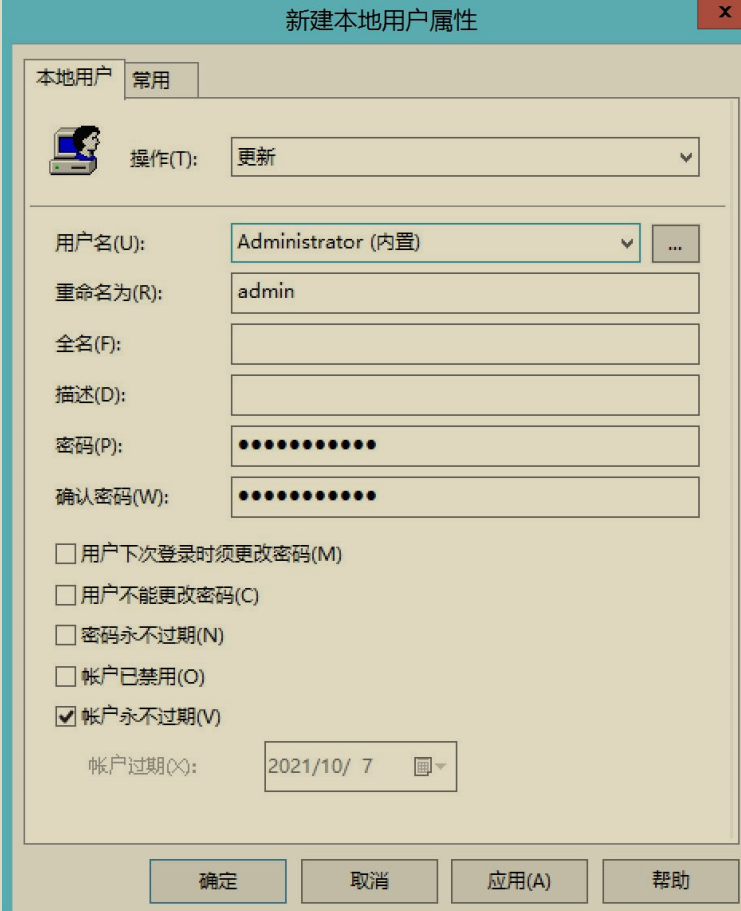 新建本地用户属性
x
本地用户 常用
操作(T): 更新
用户名(U): Administrator (内置) ...
重命名为(R): admin
全名(F):
描述(D):
密码(P): ●●●●●●●●●●●
确认密码(W): ●●●●●●●●●●●
用户下次登录时须更改密码(M)
用户不能更改密码(C)
密码永不过期(N)
帐户已禁用(O)
帐户永不过期(V)
帐户过期(X): 2021/10/ 7
确定 取消 应用(A) 帮助